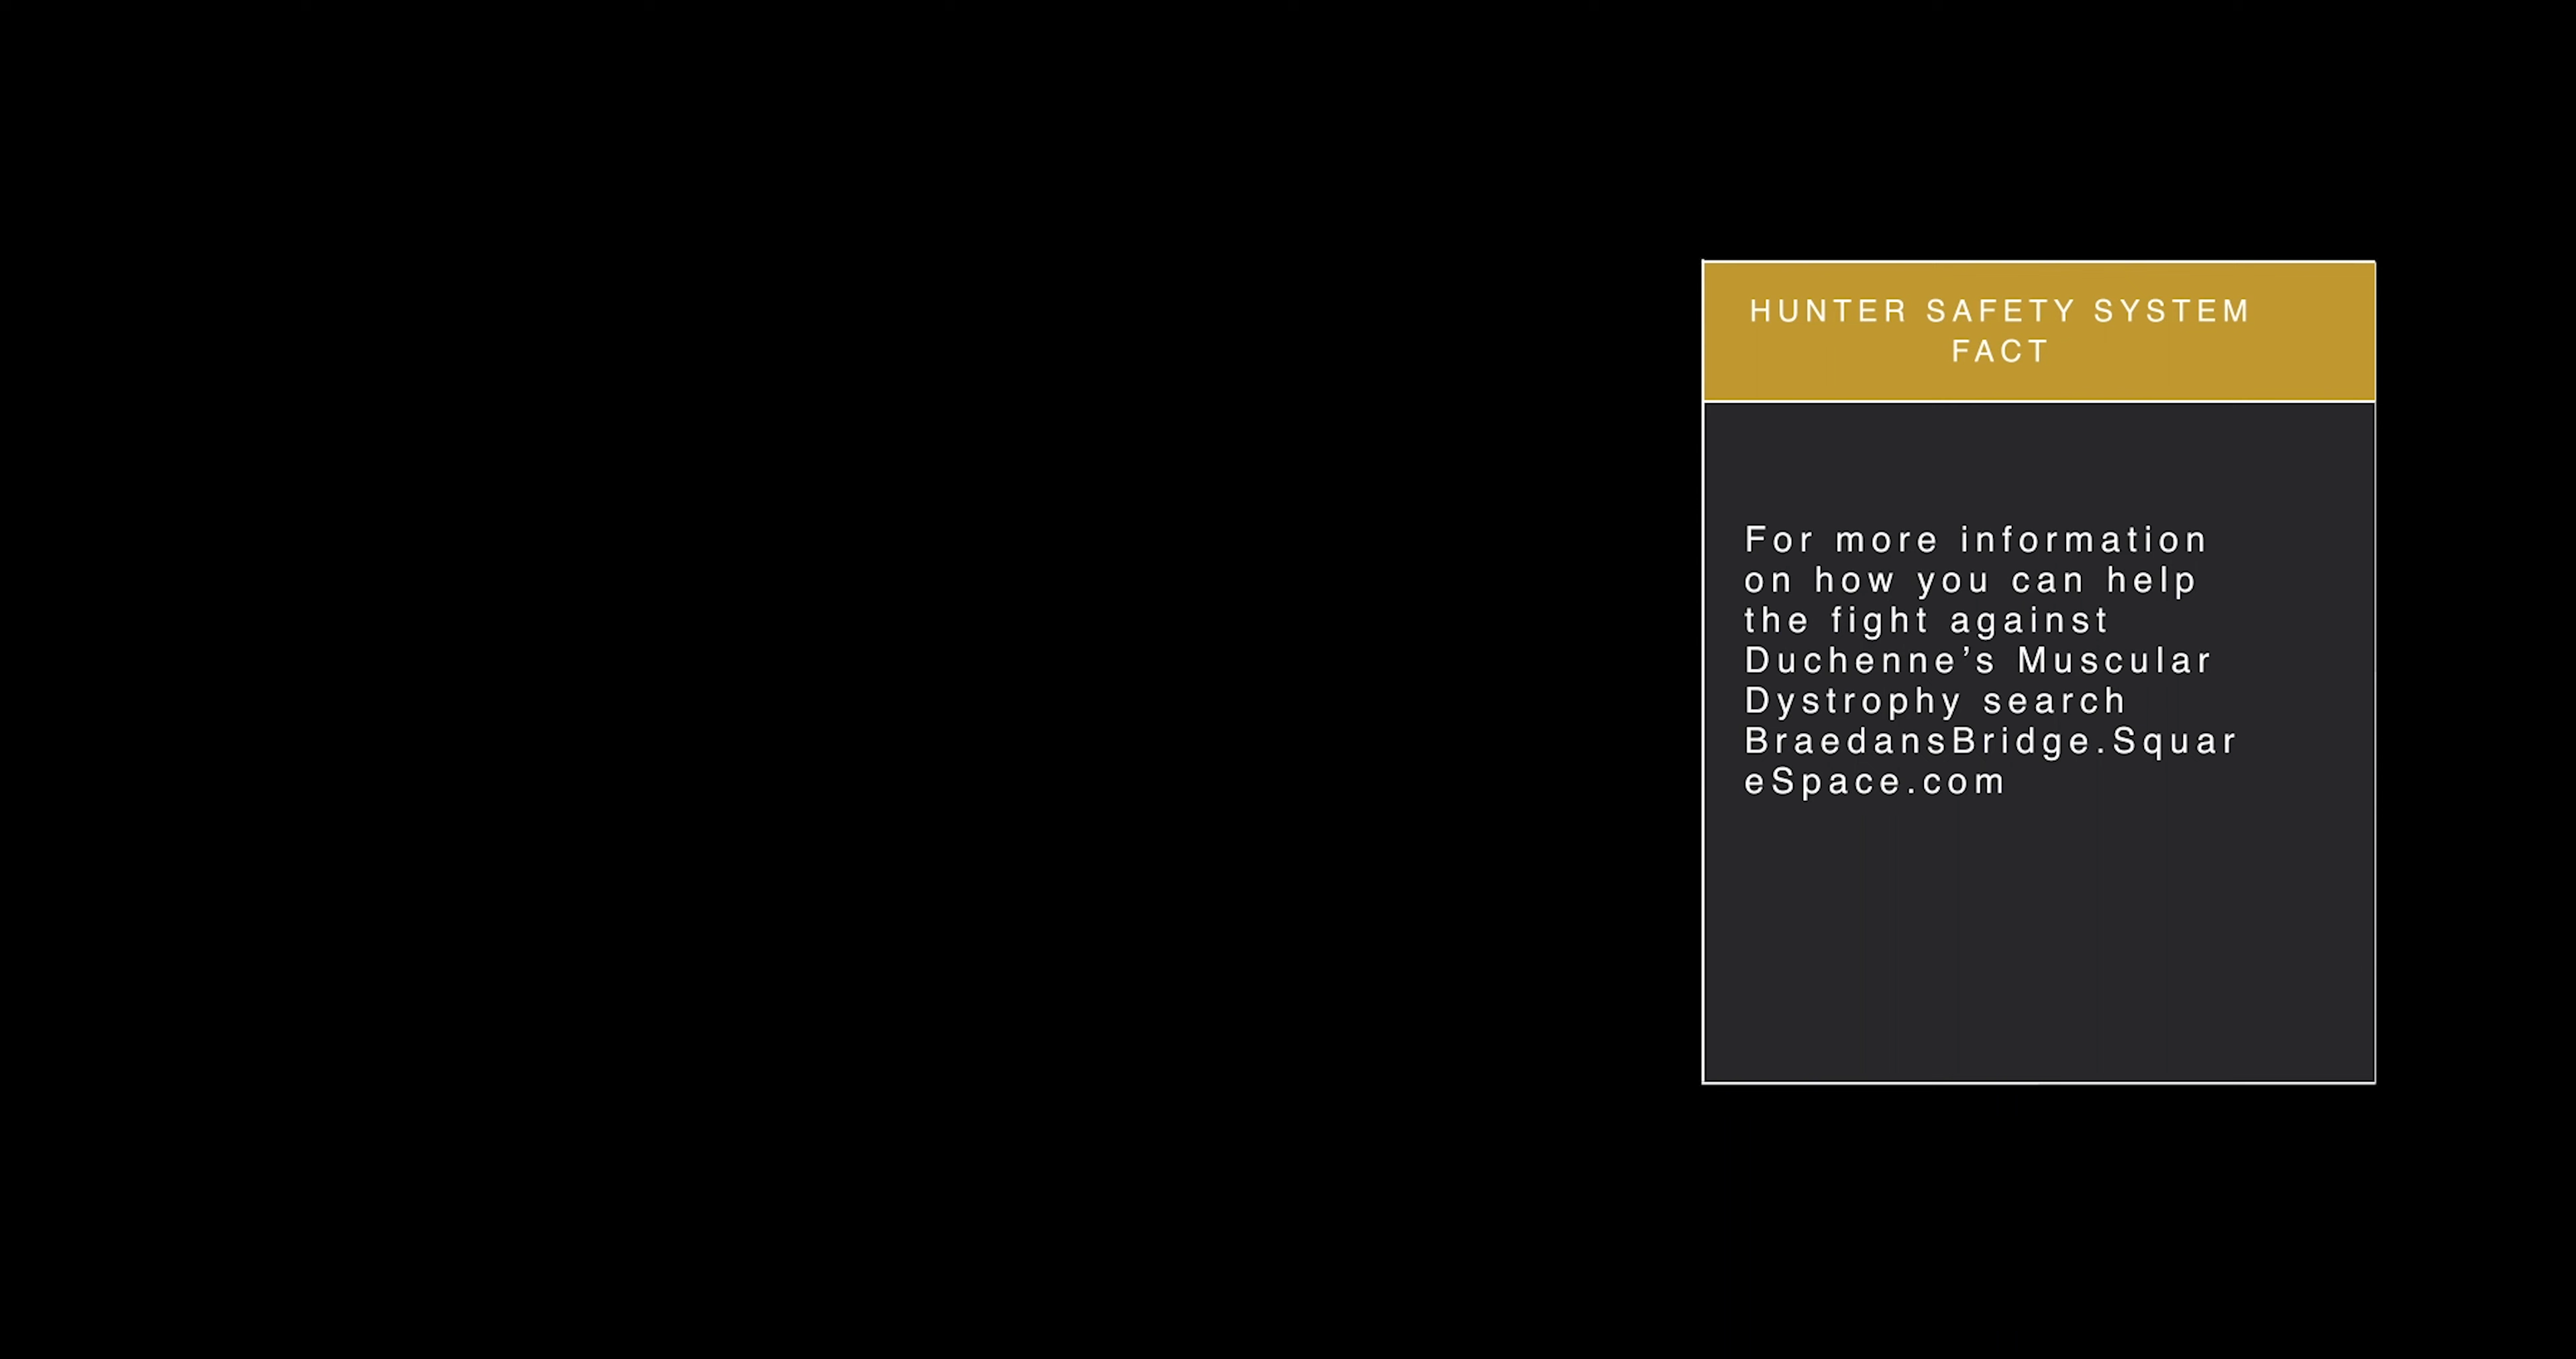 HUNTER SAFETY SYSTEM
FACT
For more information
on how you can help
the fight against
Duchenne’s Muscular
Dystrophy search
BraedansBridge.Squar
eSpace.com